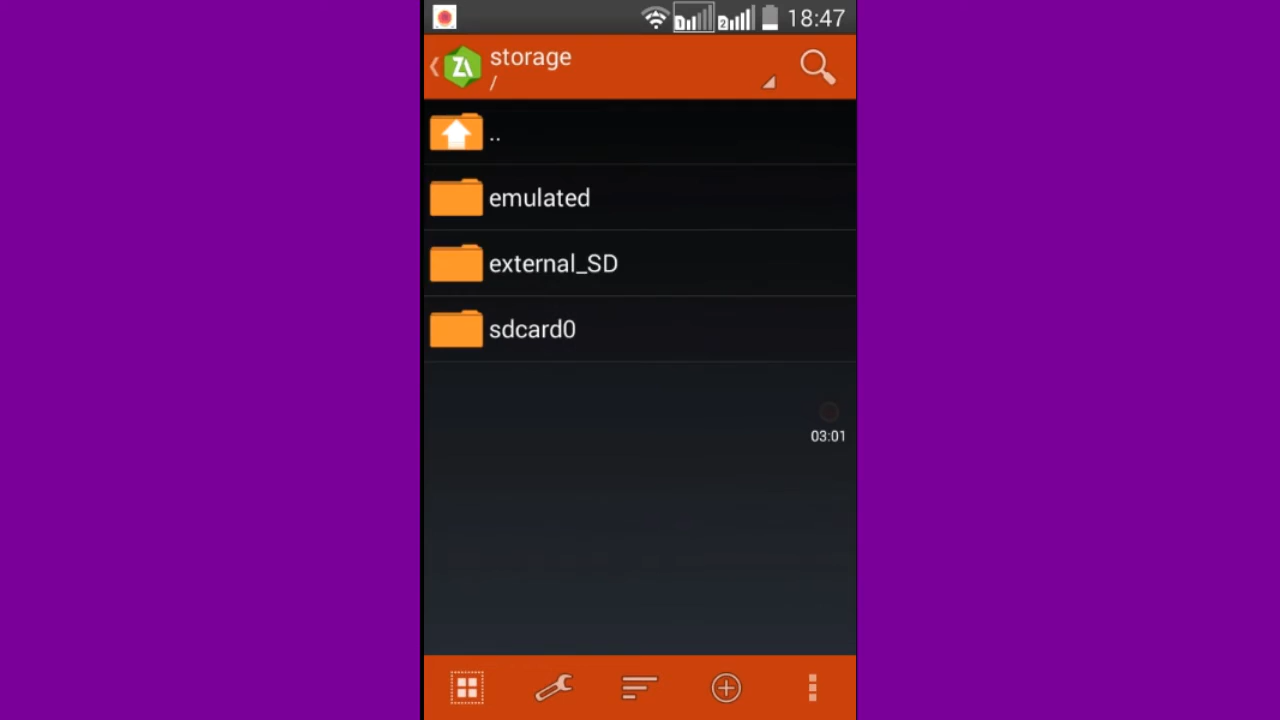 18:47
storage
/
..
emulated
external_SD
sdcard0
03:01